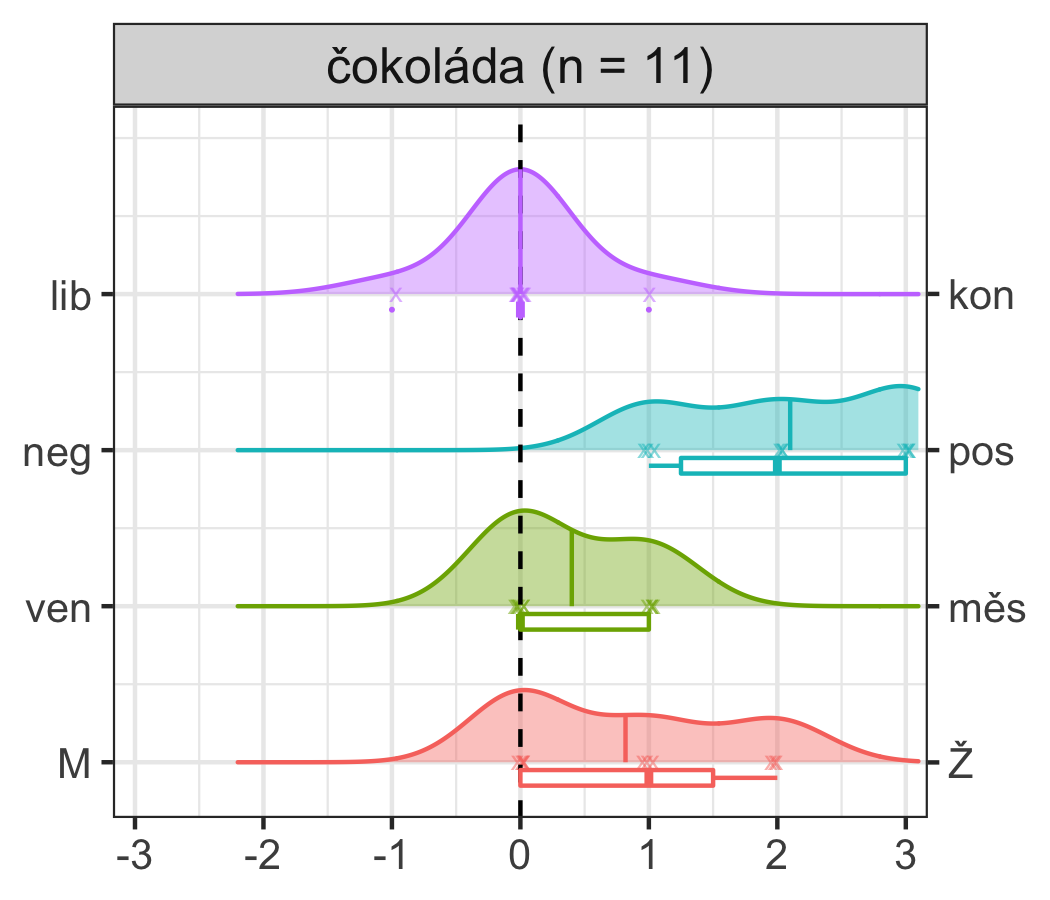 čokoláda (n = 11)
lib kon
neg pos
ven měs
M Ž
-3 -2 -1 0 1 2 3